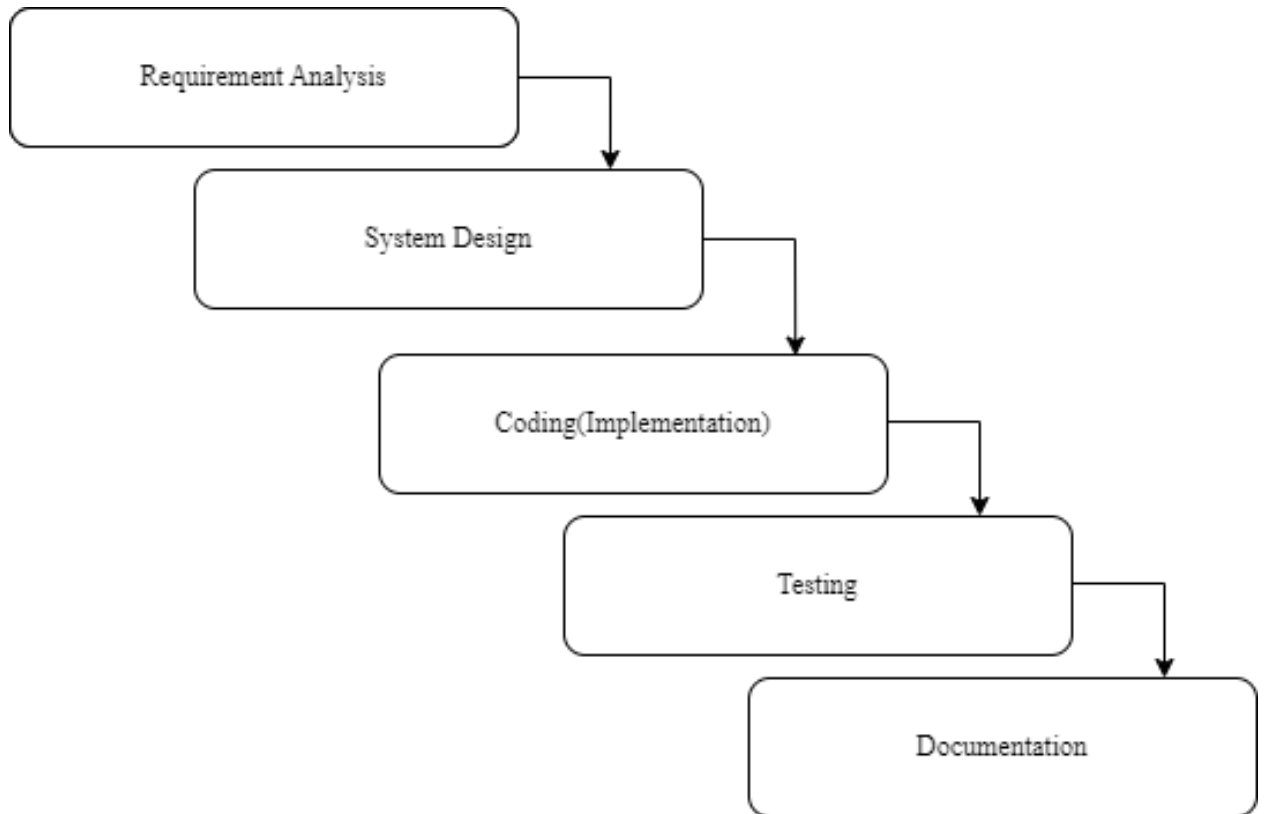 Requirement Analysis
System Design
Coding(Implementation)
Testing
Documentation